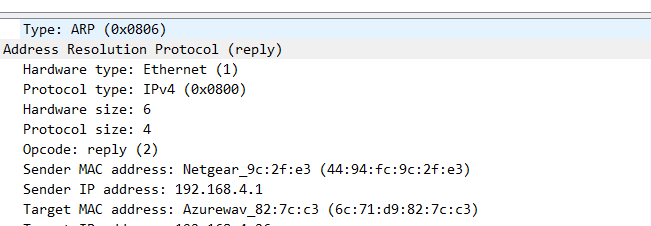 Type: ARP (0x0806)
Address Resolution Protocol (reply)
Hardware type: Ethernet (1)
Protocol type: IPv4 (0x0800)
Hardware size: 6
Protocol size: 4
Opcode: reply (2)
Sender MAC address: Netgear_9c:2f:e3 (44:94:fc:9c:2f:e3)
Sender IP address: 192.168.4.1
Target MAC address: Azurewav_82:7c:c3 (6c:71:d9:82:7c:c3)